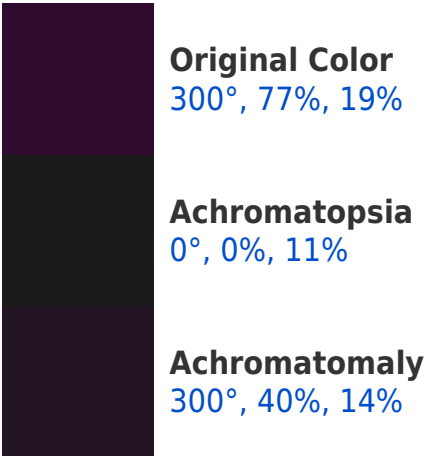 Original Color
300°, 77%, 19%
Achromatopsia
0°, 0%, 11%
Achromatomaly
300°, 40%, 14%